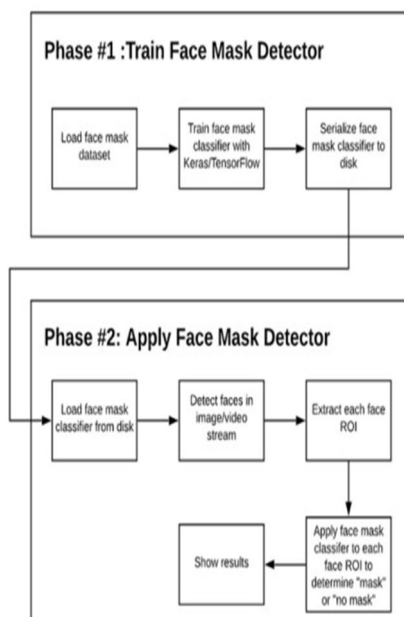 Phase #1 :Train Face Mask Detector
Load face mask
dataset
Train face mask
classifier with
Keras/TensorFlow
Serialize face
mask classifier to
disk
Phase #2: Apply Face Mask Detector
Load face mask
classifier from disk
Detect faces in
image/video
stream
Extract each face
ROI
Apply face mask
classifer to each
face ROI to
determine "mask"
or "no mask"
Show results